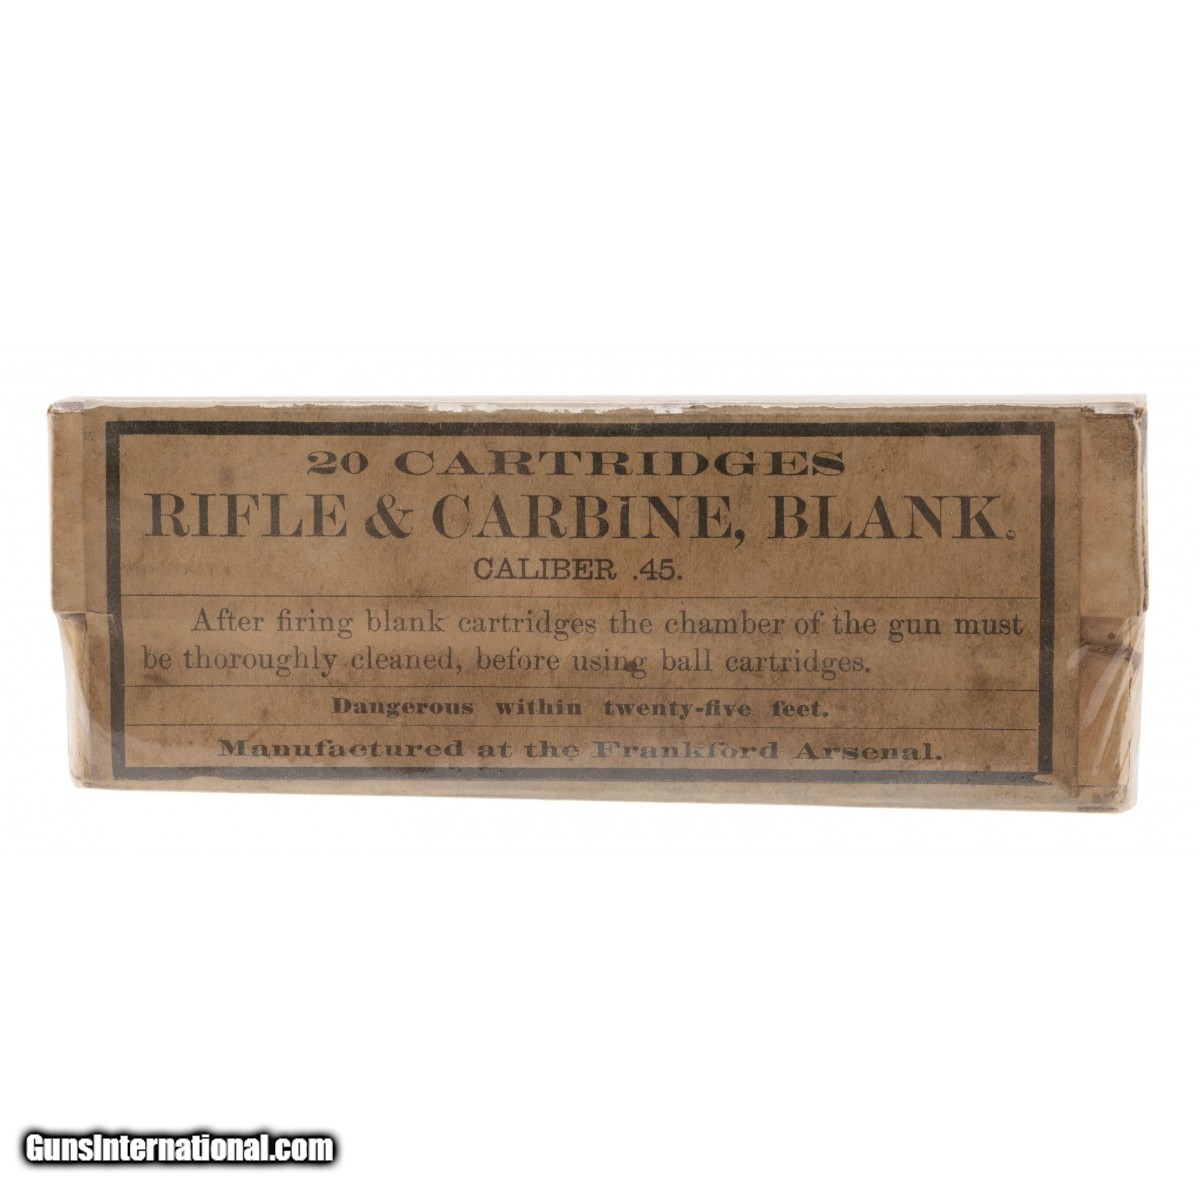 20 CARTRIDGES
RIFLE & CARBINE, BLANK.
CALIBER .45.
After firing blank cartridges the chamber of the gun must
be thoroughly cleaned, before using ball cartridges.
Dangerous within twenty-five feet.
Manufactured at the Frankford Arsenal.
GunsInternational.com